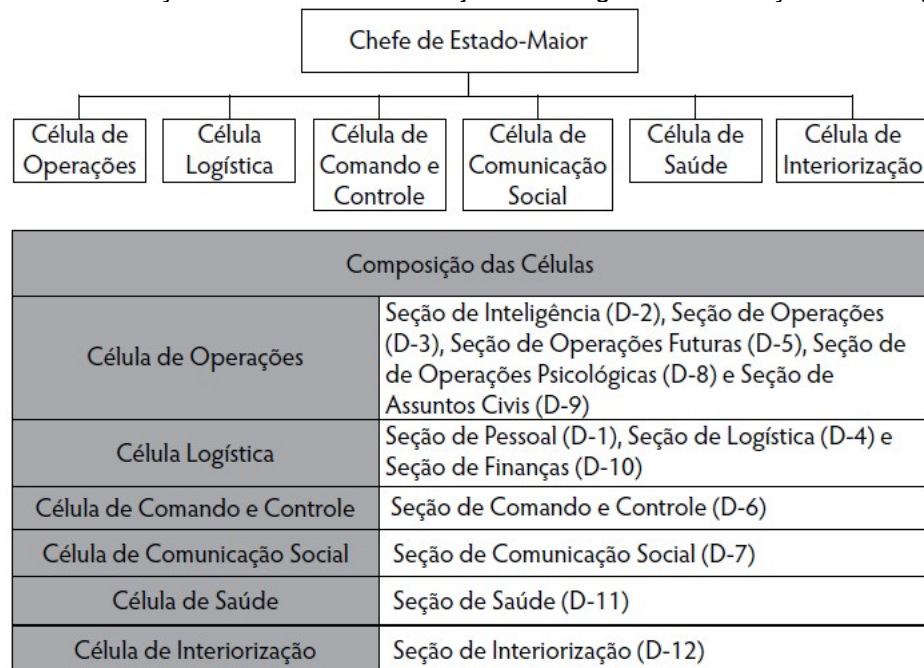 Chefe de Estado-Maior
Célula de Operações
Célula Logística
Célula de Comando e Controle
Célula de Comunicação Social
Célula de Saúde
Célula de Interiorização
Composição das Células
Célula de Operações
Seção de Inteligência (D-2), Seção de Operações
(D-3), Seção de Operações Futuras (D-5), Seção de
de Operações Psicológicas (D-8) e Seção de
Assuntos Civis (D-9)
Célula Logística
Seção de Pessoal (D-1), Seção de Logística (D-4) e
Seção de Finanças (D-10)
Célula de Comando e Controle
Seção de Comando e Controle (D-6)
Célula de Comunicação Social
Seção de Comunicação Social (D-7)
Célula de Saúde
Seção de Saúde (D-11)
Célula de Interiorização
Seção de Interiorização (D-12)